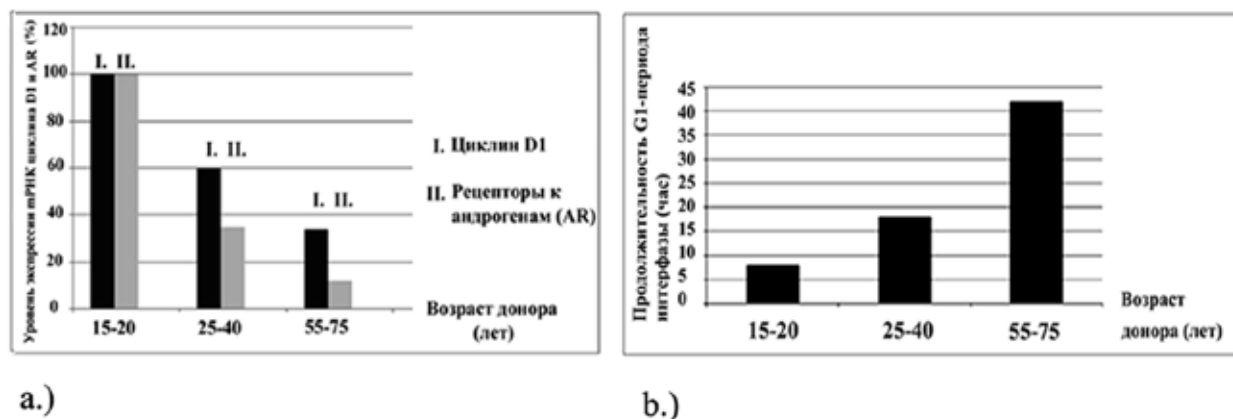 Уровень экспрессии mРНК циклина D1 и AR (%)
120
100
80
60
40
20
0
I. II.
I. II.
I. II.
15-20
25-40
55-75
I. Циклин D1
II. Рецепторы к
андрогенам (AR)
Возраст донора
(лет)
a.)
Продолжительность G1-периода
интерфазы (час)
45
40
35
30
25
20
15
10
5
0
15-20
25-40
55-75
Возраст
донора (лет)
b.)